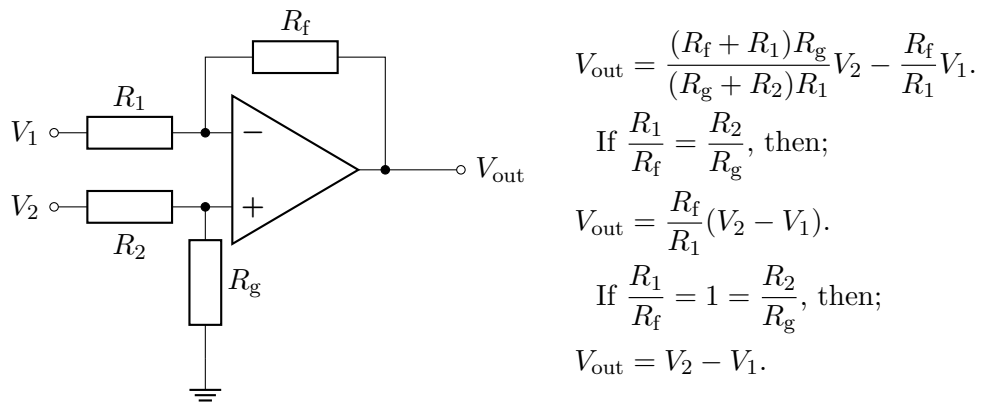 R_f
R_1
V_1
−
V_out
V_2
+
R_2
R_g
V_out = (R_f + R_1)R_g / (R_g + R_2)R_1 V_2 − R_f / R_1 V_1.
If R_1 / R_f = R_2 / R_g, then;
V_out = R_f / R_1 (V_2 − V_1).
If R_1 / R_f = 1 = R_2 / R_g, then;
V_out = V_2 − V_1.